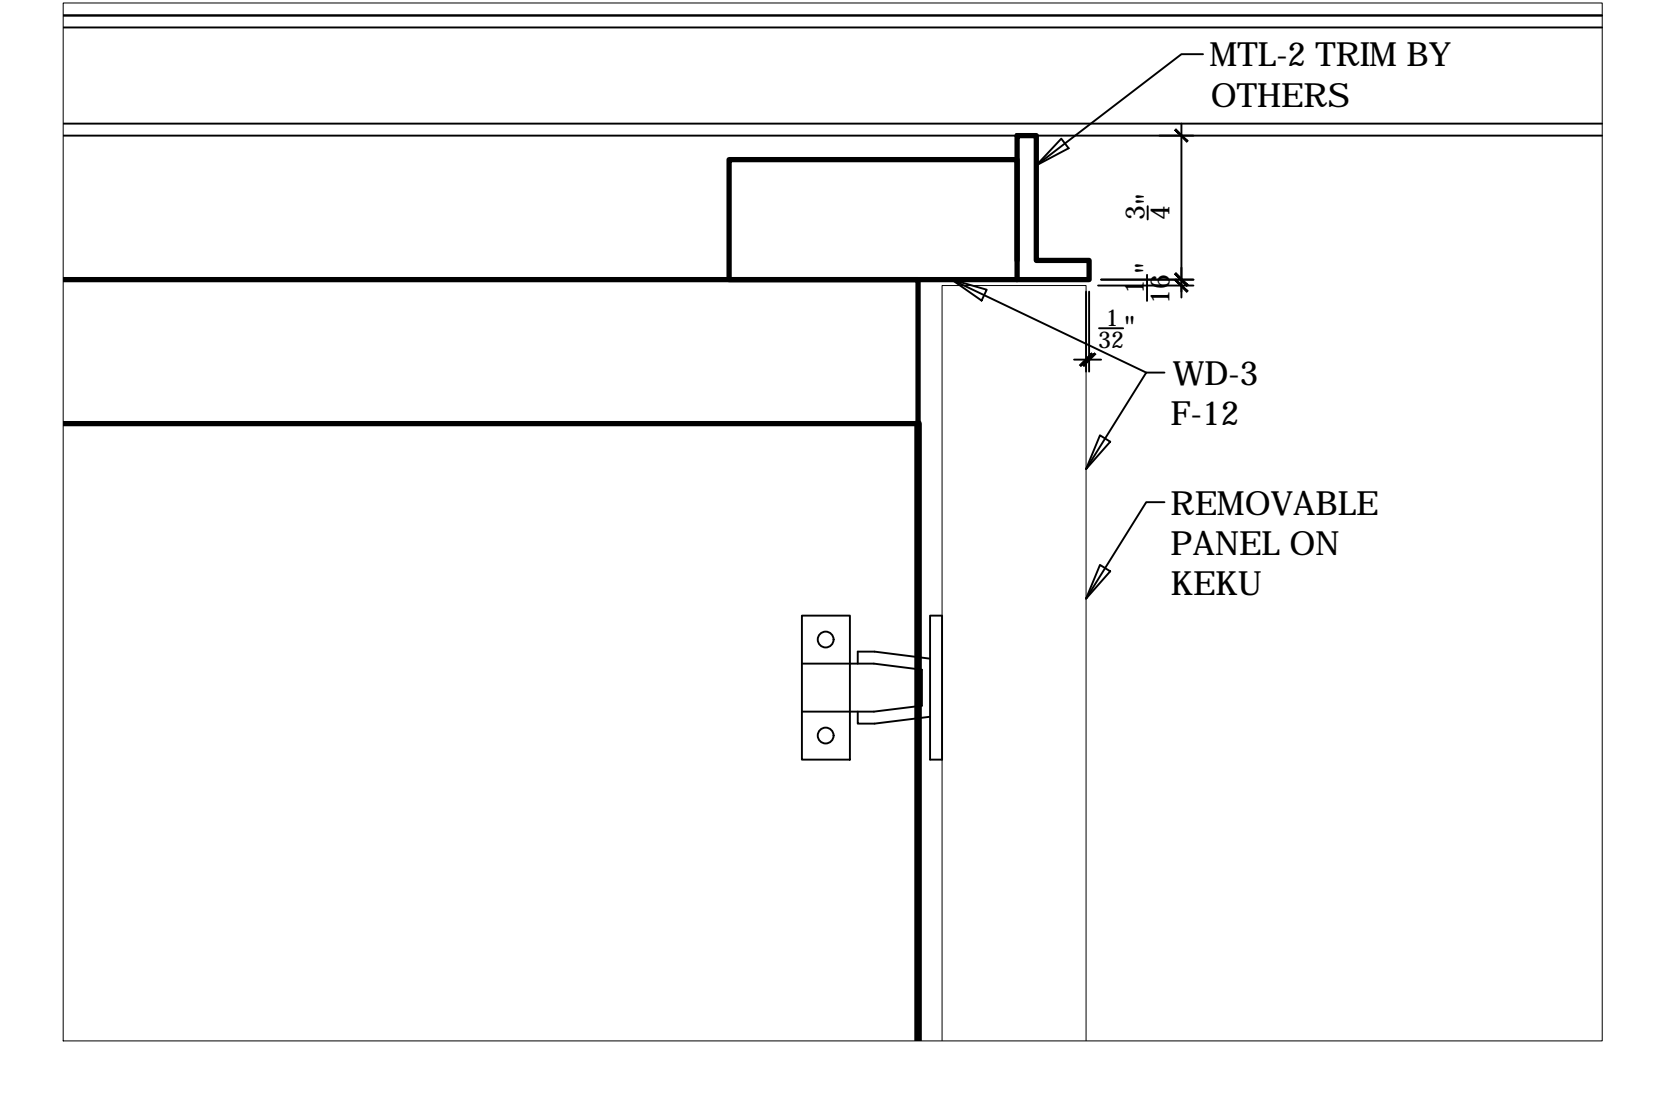 MTL-2 TRIM BY
OTHERS
3/4"
1/16"
1/32"
WD-3
F-12
REMOVABLE
PANEL ON
KEKU